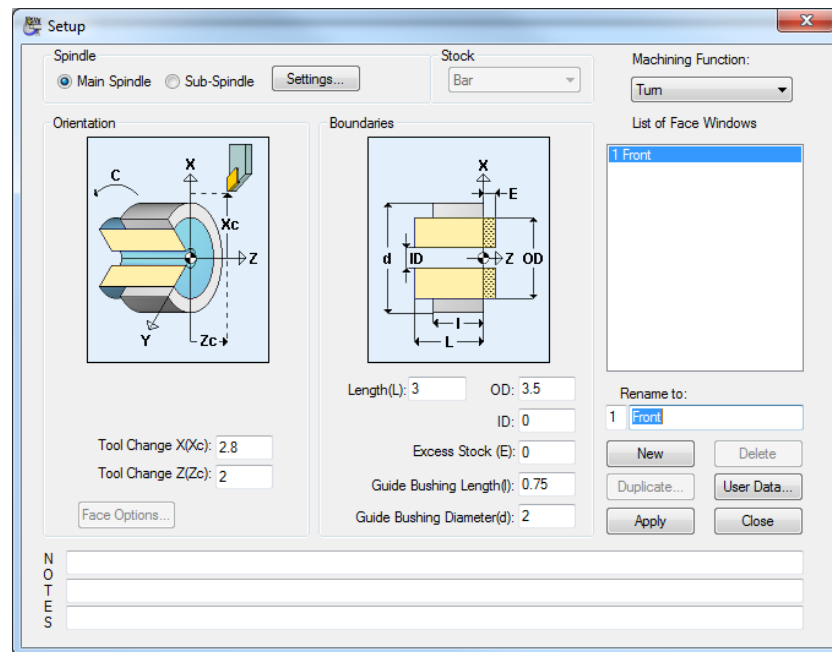 Setup
Spindle
Main Spindle
Sub-Spindle
Settings...
Stock
Bar
Machining Function:
Turn
Orientation
C
X
Xc
Z
Y
Zc
Boundaries
X
E
d
ID
Z
OD
l
L
List of Face Windows
1 Front
Length(L): 3
OD: 3.5
ID: 0
Tool Change X(Xc): 2.8
Excess Stock (E): 0
Tool Change Z(Zc): 2
Guide Bushing Length(l): 0.75
Face Options...
Guide Bushing Diameter(d): 2
Rename to:
1 Front
New
Delete
Duplicate...
User Data...
Apply
Close
NOTES